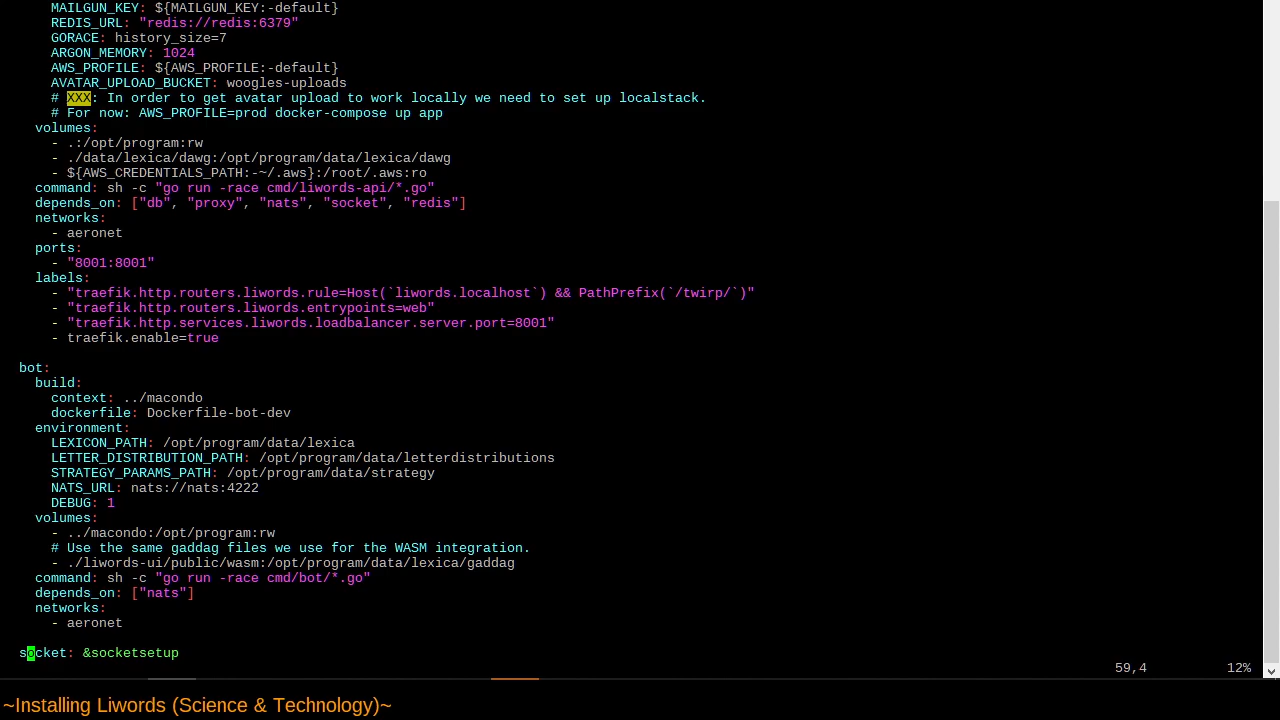 MAILGUN_KEY: ${MAILGUN_KEY:-default}
REDIS_URL: "redis://redis:6379"
GORACE: history_size=7
ARGON_MEMORY: 1024
AWS_PROFILE: ${AWS_PROFILE:-default}
AVATAR_UPLOAD_BUCKET: woogles-uploads
# XXX: In order to get avatar upload to work locally we need to set up localstack.
# For now: AWS_PROFILE=prod docker-compose up app
volumes:
- .:/opt/program:rw
- ./data/lexica/dawg:/opt/program/data/lexica/dawg
- ${AWS_CREDENTIALS_PATH:-~/.aws}:/root/.aws:ro
command: sh -c "go run -race cmd/liwords-api/*.go"
depends_on: ["db", "proxy", "nats", "socket", "redis"]
networks:
- aeronet
ports:
- "8001:8001"
labels:
- "traefik.http.routers.liwords.rule=Host(`liwords.localhost`) && PathPrefix(`/twirp/`)"
- "traefik.http.routers.liwords.entrypoints=web"
- "traefik.http.services.liwords.loadbalancer.server.port=8001"
- traefik.enable=true
bot:
build:
context: ../macondo
dockerfile: Dockerfile-bot-dev
environment:
LEXICON_PATH: /opt/program/data/lexica
LETTER_DISTRIBUTION_PATH: /opt/program/data/letterdistributions
STRATEGY_PARAMS_PATH: /opt/program/data/strategy
NATS_URL: nats://nats:4222
DEBUG: 1
volumes:
- ../macondo:/opt/program:rw
# Use the same gaddag files we use for the WASM integration.
- ./liwords-ui/public/wasm:/opt/program/data/lexica/gaddag
command: sh -c "go run -race cmd/bot/*.go"
depends_on: ["nats"]
networks:
- aeronet
socket: &socketsetup
59,4 12%
~Installing Liwords (Science & Technology)~